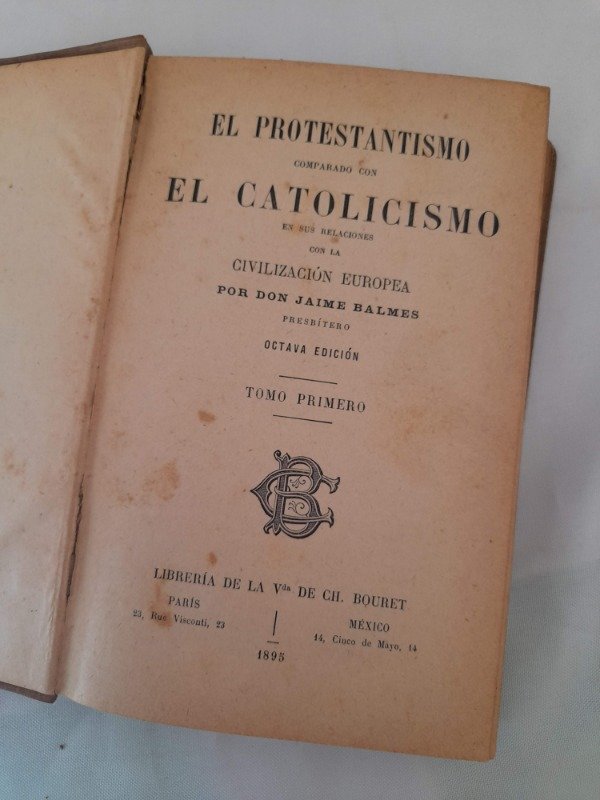 EL PROTESTANTISMO
COMPARADO CON
EL CATOLICISMO
EN SUS RELACIONES
CON LA
CIVILIZACIÓN EUROPEA
POR DON JAIME BALMES
PRESBÍTERO
OCTAVA EDICIÓN
TOMO PRIMERO
CB
LIBRERÍA DE LA Vda DE CH. BOURET
PARÍS
23, Rue Visconti, 23
MÉXICO
14, Cinco de Mayo, 14
1895